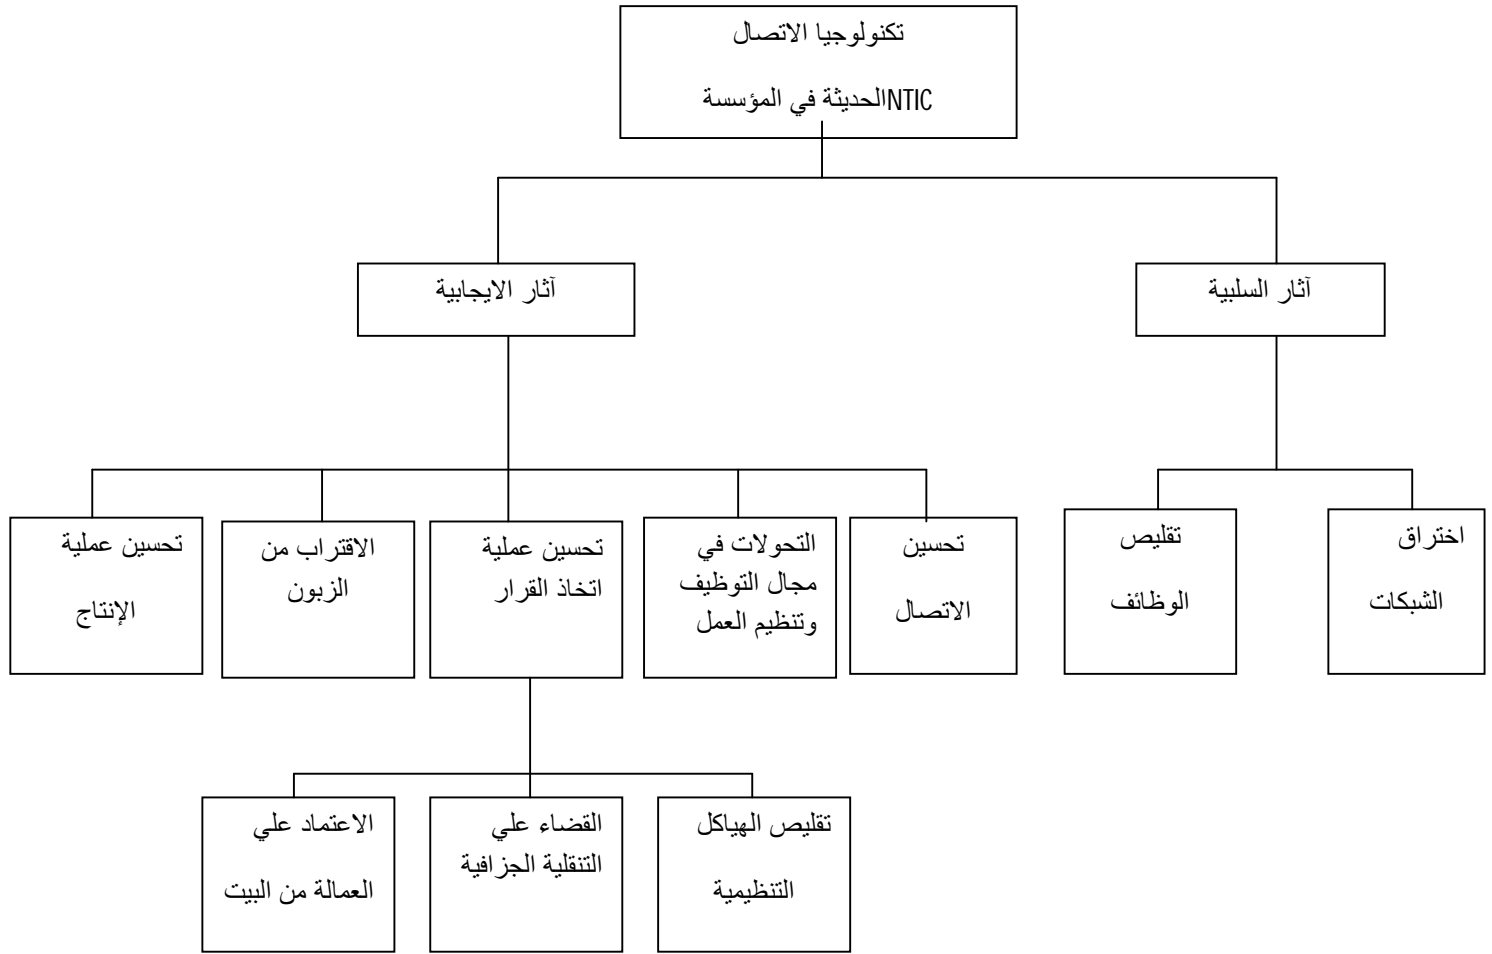 تكنولوجيا الاتصال
الحديثة في المؤسسة NTIC
آثار السلبية
آثار الايجابية
اختراق
الشبكات
تقليص
الوظائف
تحسين
الاتصال
التحولات في
مجال التوظيف
وتنظيم العمل
تحسين عملية
اتخاذ القرار
الاقتراب من
الزبون
تحسين عملية
الإنتاج
تقليص الهياكل
التنظيمية
القضاء علي
التنقلية الجزافية
الاعتماد علي
العمالة من البيت